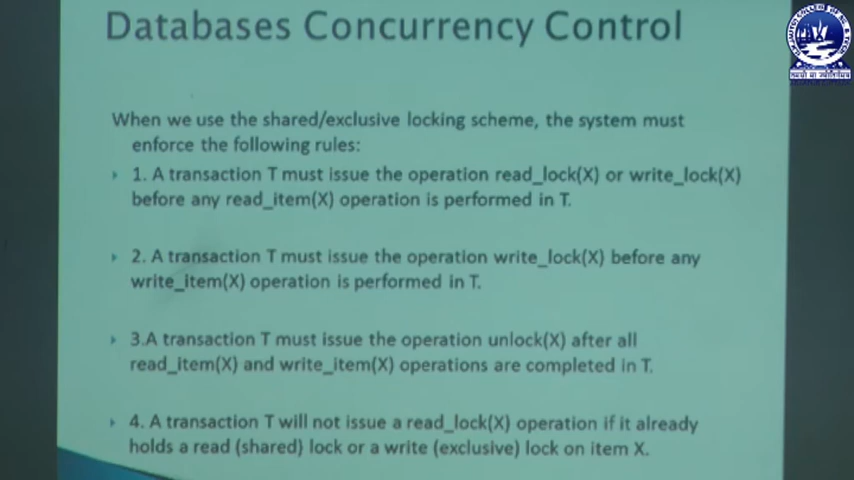 Databases Concurrency Control
When we use the shared/exclusive locking scheme, the system must
enforce the following rules:
1. A transaction T must issue the operation read_lock(X) or write_lock(X)
before any read_item(X) operation is performed in T.
2. A transaction T must issue the operation write_lock(X) before any
write_item(X) operation is performed in T.
3.A transaction T must issue the operation unlock(X) after all
read_item(X) and write_item(X) operations are completed in T.
4. A transaction T will not issue a read_lock(X) operation if it already
holds a read (shared) lock or a write (exclusive) lock on item X.